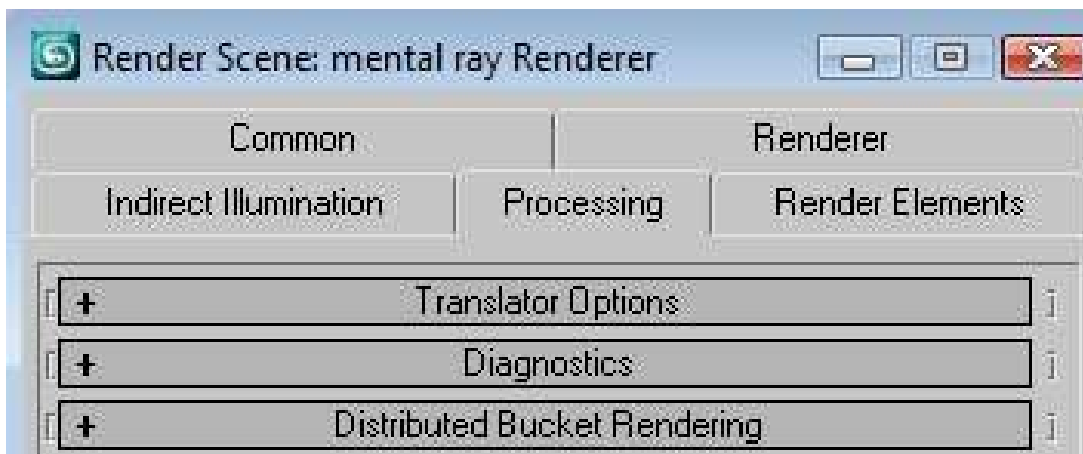 Render Scene: mental ray Renderer
Common Renderer
Indirect Illumination Processing Render Elements
+ Translator Options
+ Diagnostics
+ Distributed Bucket Rendering